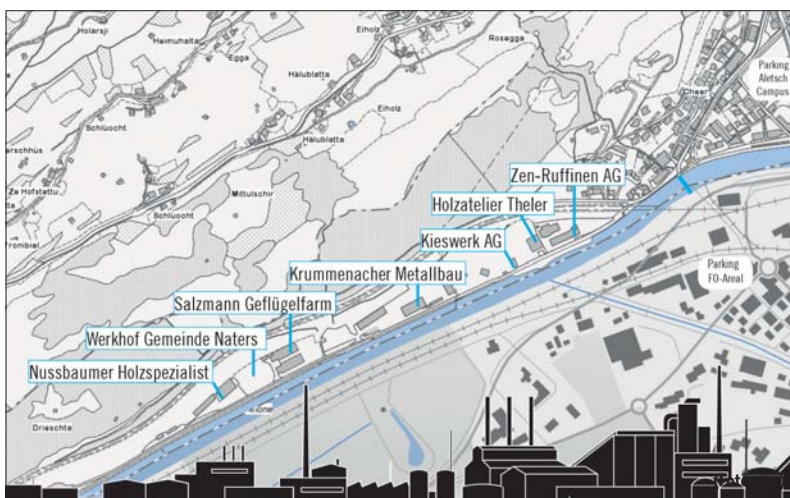 Holarsji
Heimuhalta
Egga
Eiholz
Hälublatta
Rosagga
Parking
Aletsch
Campus
Chaar
Schlüocht
Eiholz
Hälublatta
Ze Hofstettu
Mittulschir
Schlüocht
Zen-Ruffinen AG
Holzatelier Theler
Kieswerk AG
Krummenacher Metallbau
Parking
FO-Areal
Salzmann Geflügelfarm
Werkhof Gemeinde Naters
Nussbaumer Holzspezialist
Drieschta